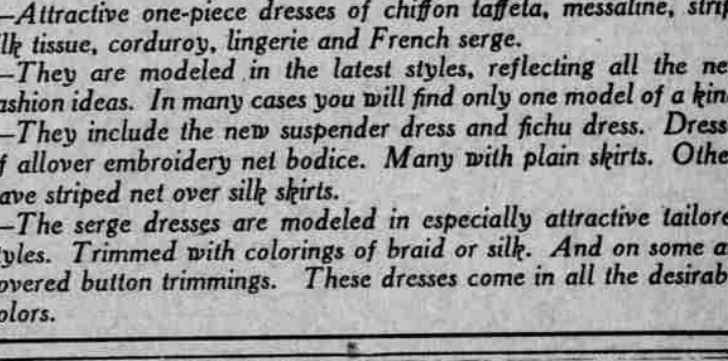 —Attractive one-piece dresses of chiffon taffeta, messaline, strip
ilk tissue, corduroy, lingerie and French serge.
—They are modeled in the latest styles, reflecting all the ne
ashion ideas. In many cases you will find only one model of a kin
—They include the new suspender dress and fichu dress. Dress
f allover embroidery net bodice. Many with plain skirts. Othe
ave striped net over silk skirts.
—The serge dresses are modeled in especially attractive tailore
tyles. Trimmed with colorings of braid or silk. And on some a
overed button trimmings. These dresses come in all the desirab
olors.